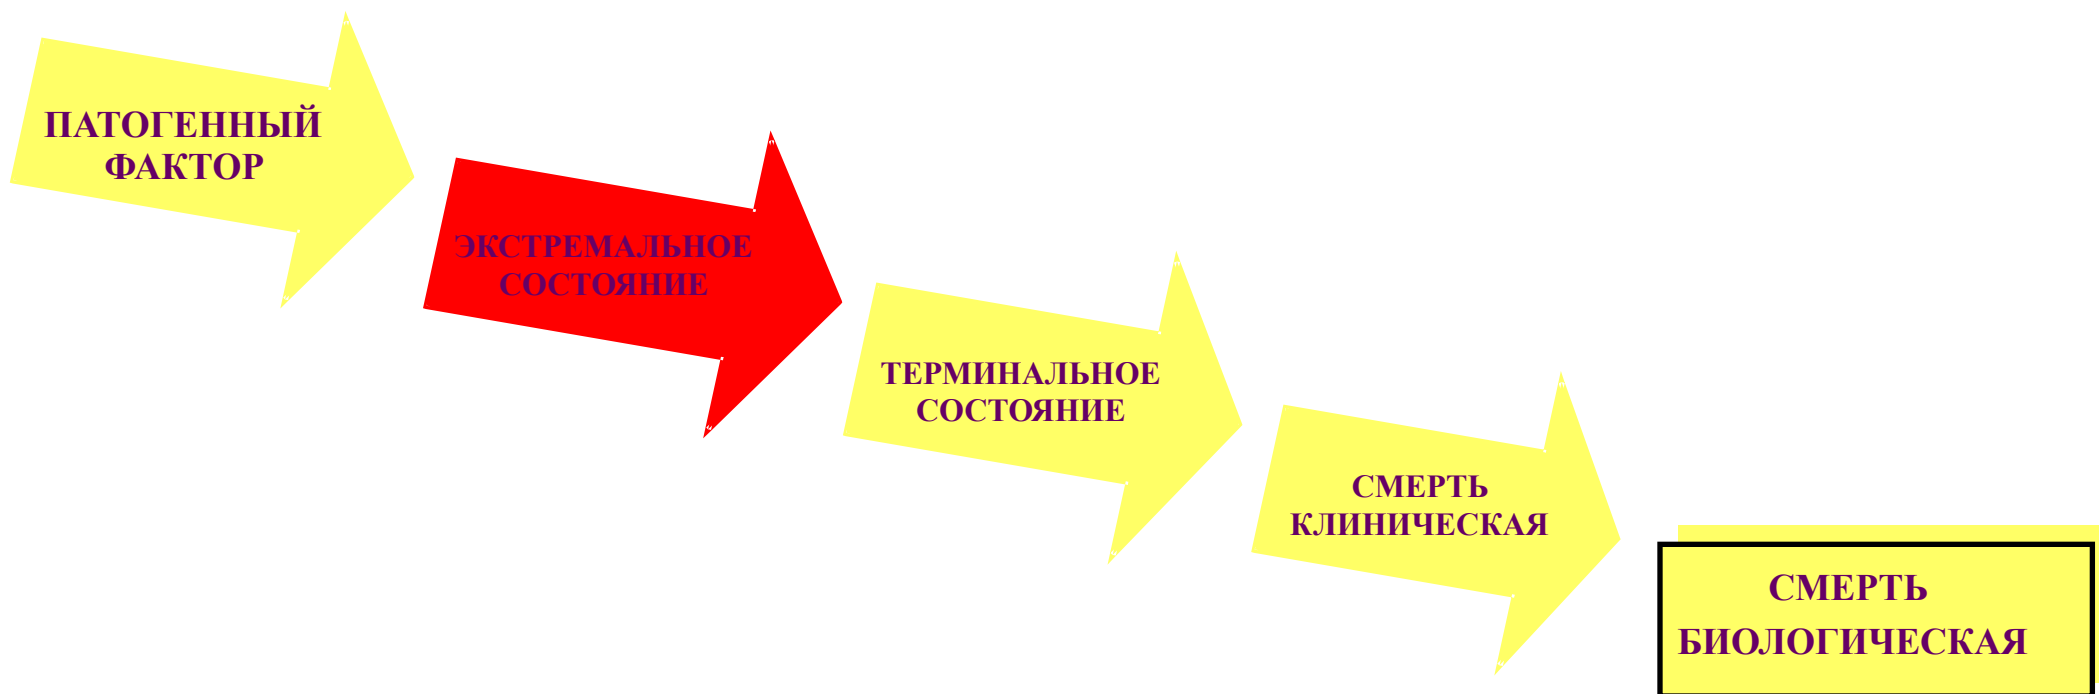 ПАТОГЕННЫЙ
ФАКТОР
ЭКСТРЕМАЛЬНОЕ
СОСТОЯНИЕ
ТЕРМИНАЛЬНОЕ
СОСТОЯНИЕ
СМЕРТЬ
КЛИНИЧЕСКАЯ
СМЕРТЬ
БИОЛОГИЧЕСКАЯ